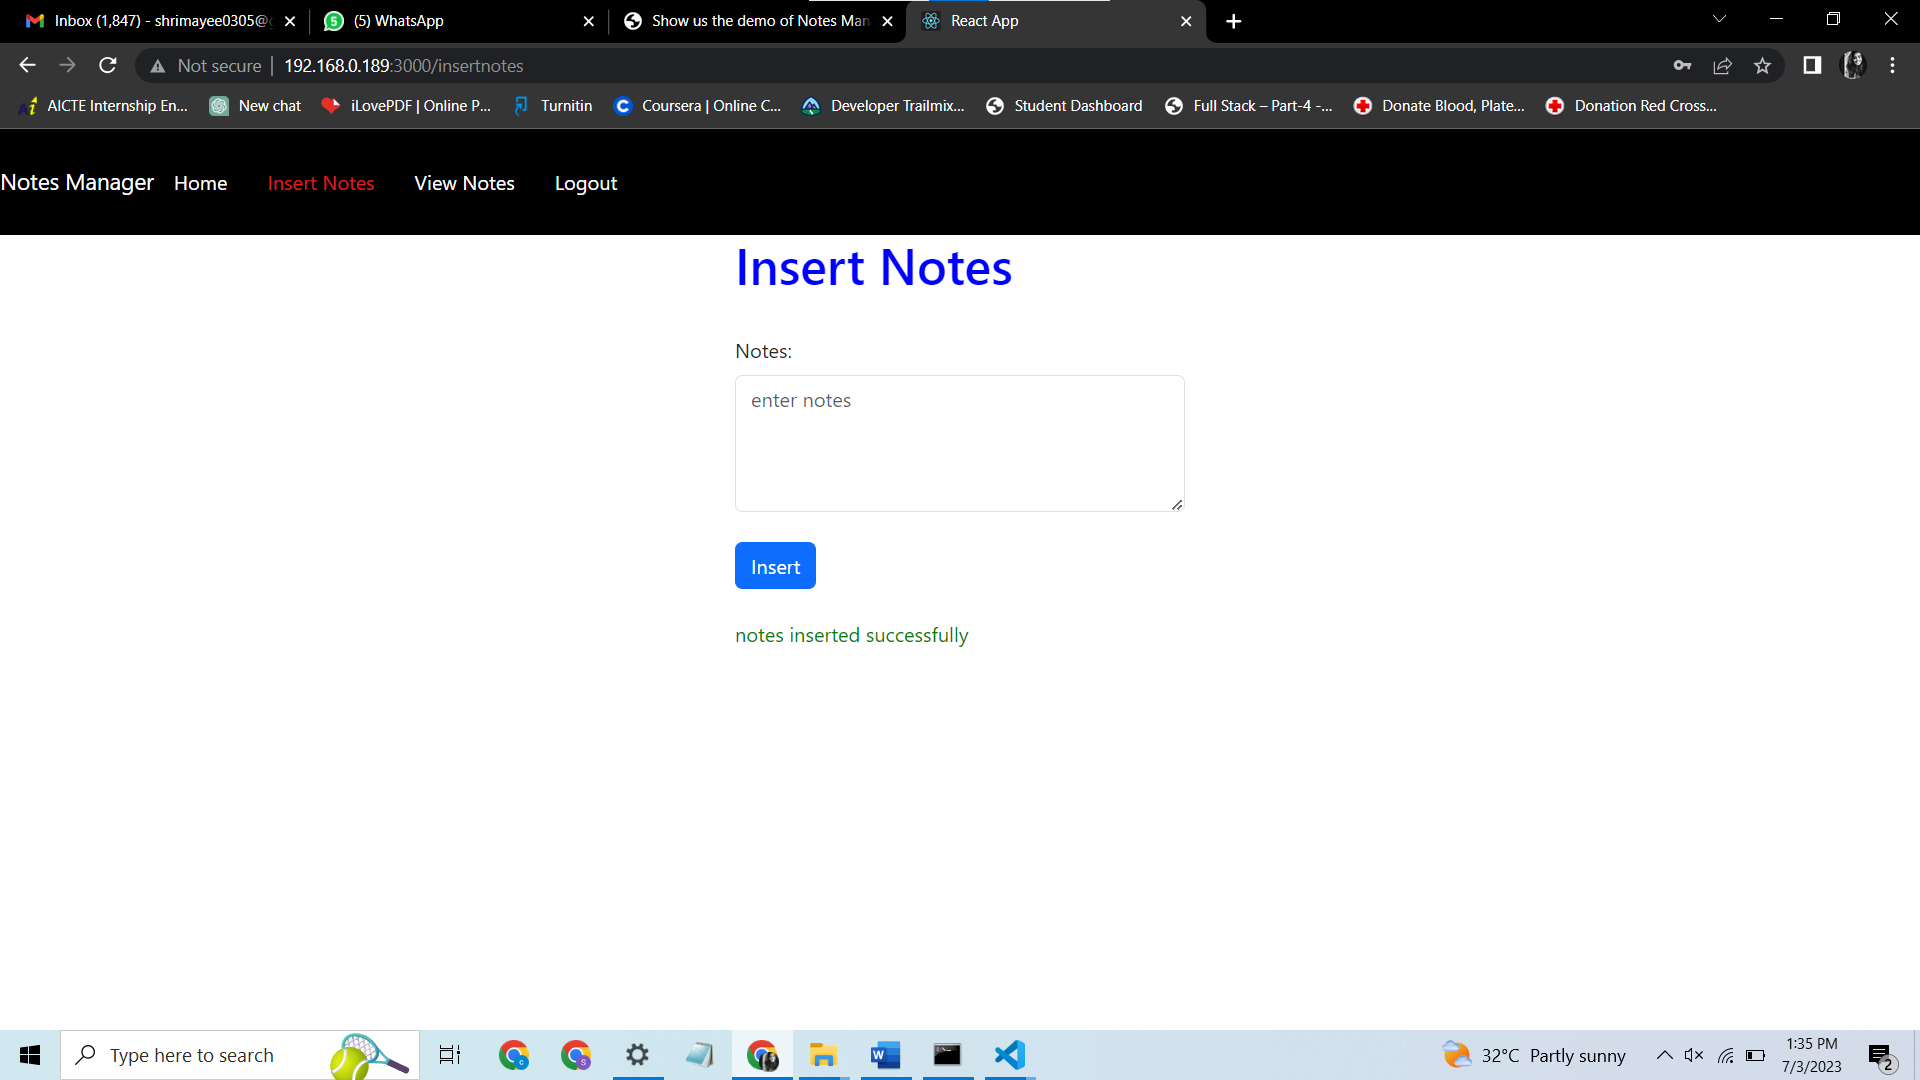 Inbox (1,847) - shrimayee0305@
(5) WhatsApp
Show us the demo of Notes Man
React App
Not secure
192.168.0.189:3000/insertnotes
AICTE Internship En...
New chat
iLovePDF | Online P...
Turnitin
Coursera | Online C...
Developer Trailmix...
Student Dashboard
Full Stack – Part-4 -...
Donate Blood, Plate...
Donation Red Cross...
Notes Manager
Home
Insert Notes
View Notes
Logout
Insert Notes
Notes:
enter notes
Insert
notes inserted successfully
Type here to search
32°C Partly sunny
1:35 PM
7/3/2023
2